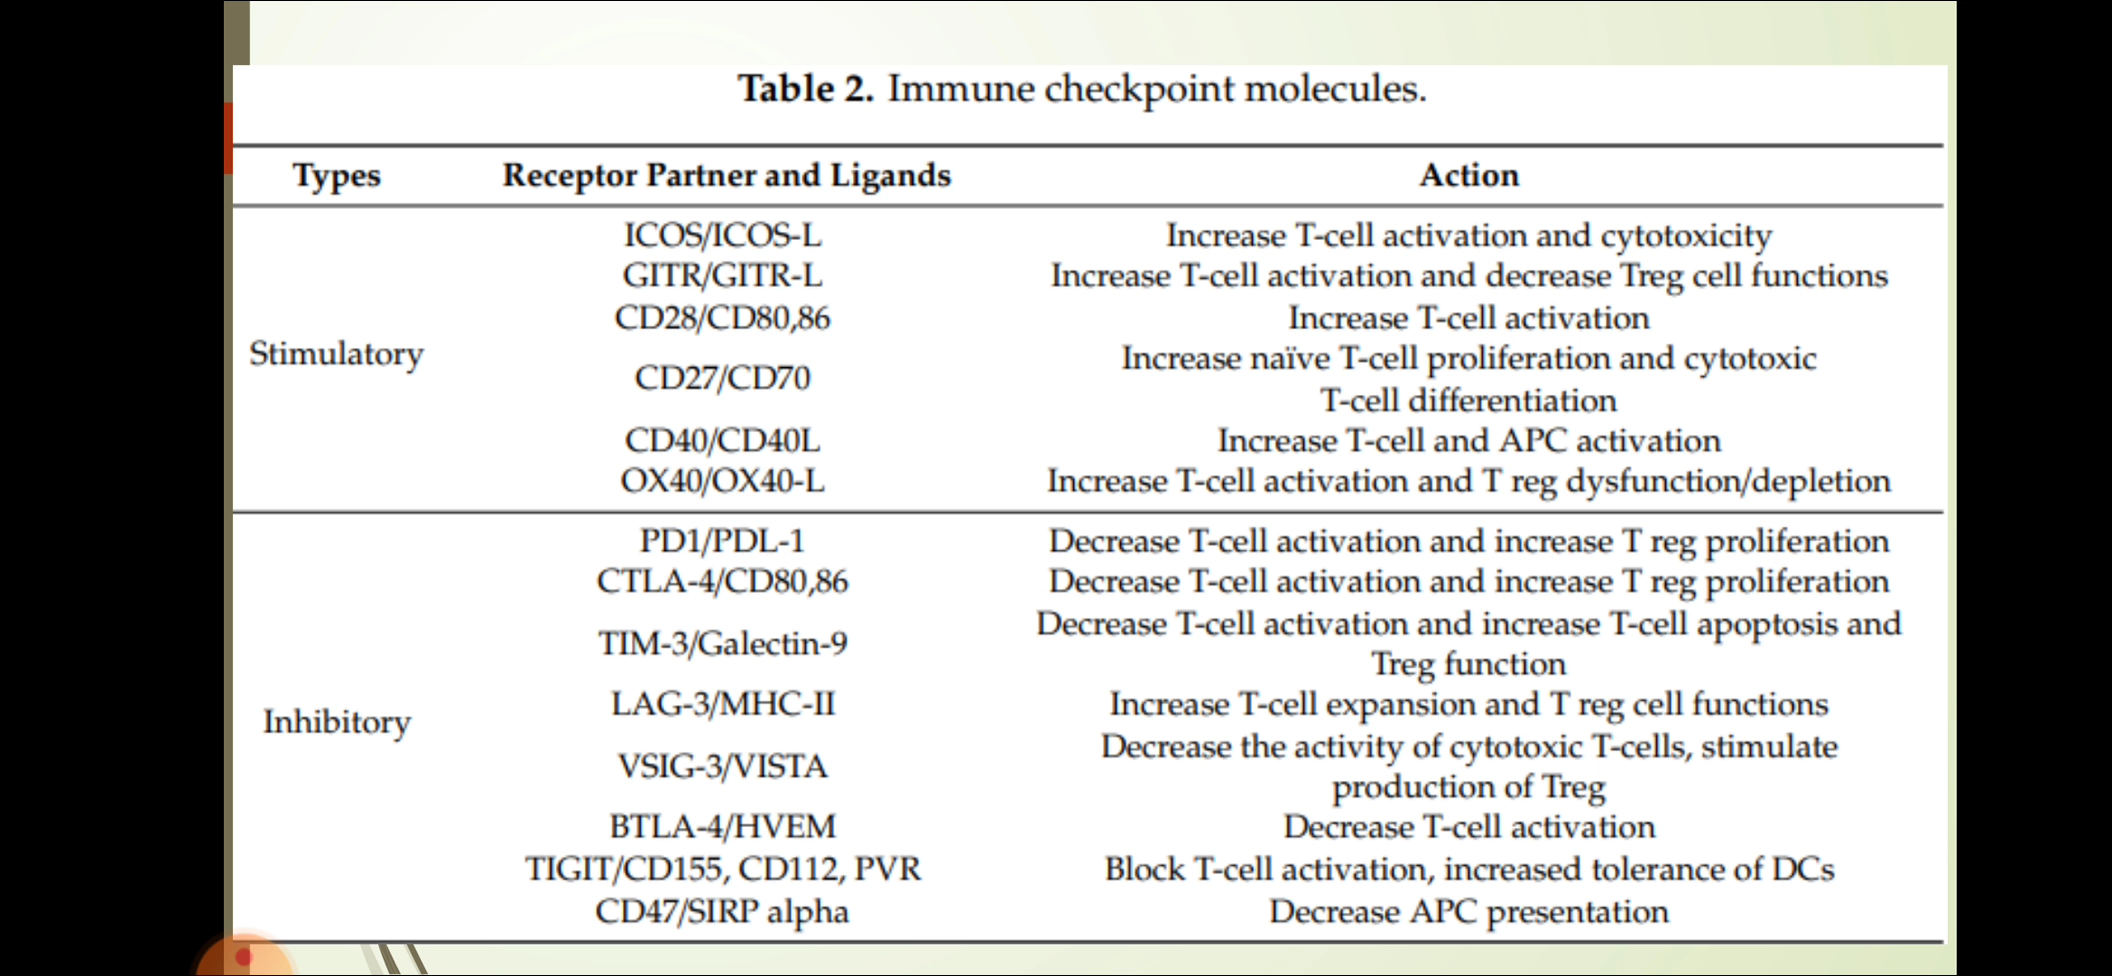 Table 2. Immune checkpoint molecules.
Types Receptor Partner and Ligands Action
Stimulatory
ICOS/ICOS-L Increase T-cell activation and cytotoxicity
GITR/GITR-L Increase T-cell activation and decrease Treg cell functions
CD28/CD80,86 Increase T-cell activation
CD27/CD70 Increase naïve T-cell proliferation and cytotoxic
T-cell differentiation
CD40/CD40L Increase T-cell and APC activation
OX40/OX40-L Increase T-cell activation and T reg dysfunction/depletion
Inhibitory
PD1/PDL-1 Decrease T-cell activation and increase T reg proliferation
CTLA-4/CD80,86 Decrease T-cell activation and increase T reg proliferation
TIM-3/Galectin-9 Decrease T-cell activation and increase T-cell apoptosis and
Treg function
LAG-3/MHC-II Increase T-cell expansion and T reg cell functions
VSIG-3/VISTA Decrease the activity of cytotoxic T-cells, stimulate
production of Treg
BTLA-4/HVEM Decrease T-cell activation
TIGIT/CD155, CD112, PVR Block T-cell activation, increased tolerance of DCs
CD47/SIRP alpha Decrease APC presentation